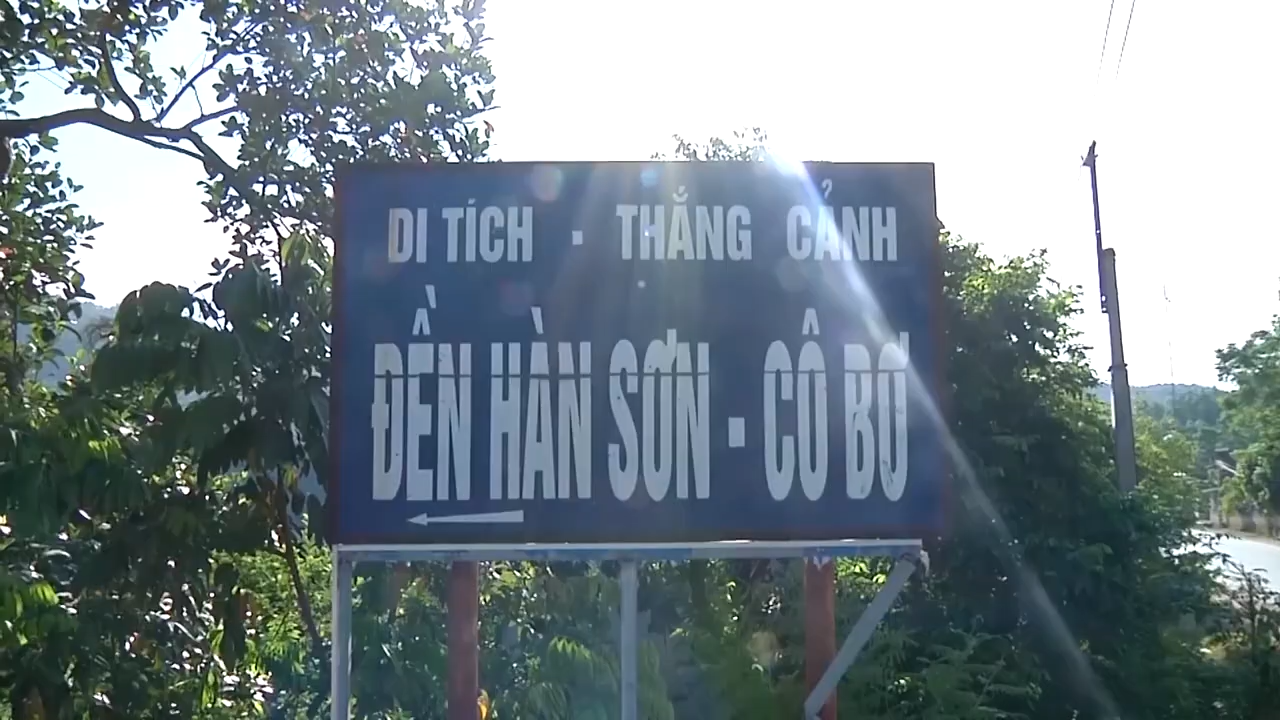 DI TÍCH - THẮNG CẢNH
ĐỀN HÀN SƠN - CÔ BƠ